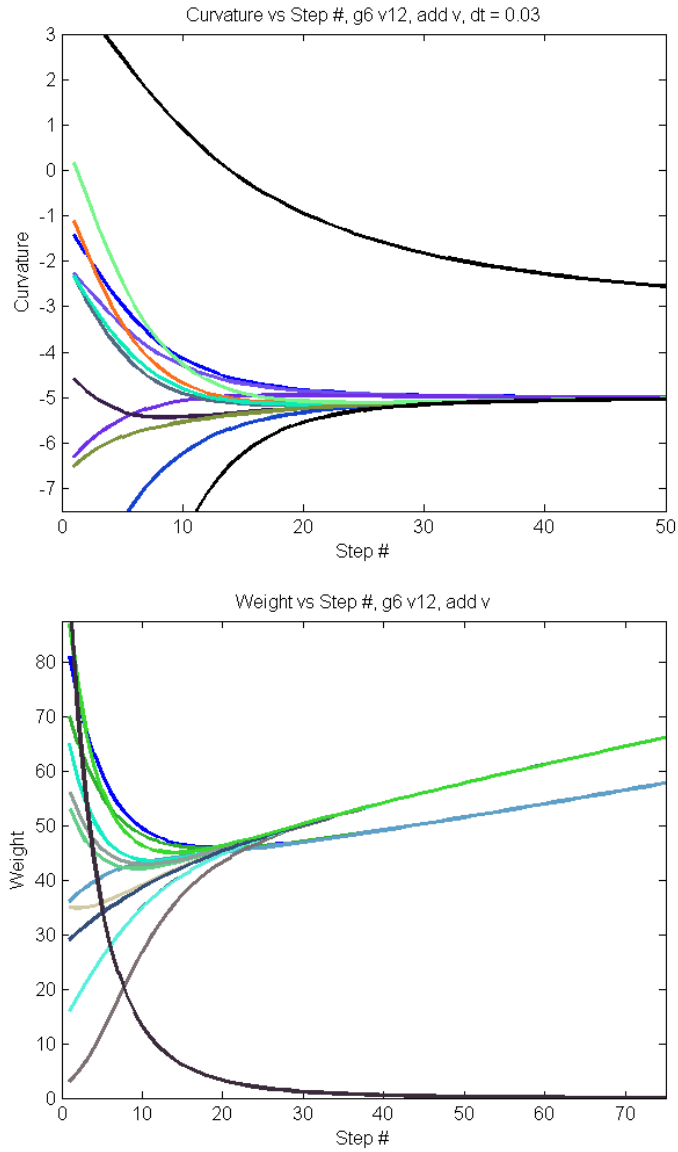 Curvature vs Step #, g6 v12, add v, dt = 0.03
3
2
1
0
-1
-2
-3
-4
-5
-6
-7
Curvature
0 10 20 30 40 50
Step #
Weight vs Step #, g6 v12, add v
80
70
60
50
40
30
20
10
0
Weight
0 10 20 30 40 50 60 70
Step #